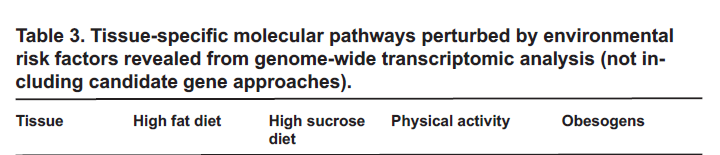 Table 3. Tissue-specific molecular pathways perturbed by environmental
risk factors revealed from genome-wide transcriptomic analysis (not in-
cluding candidate gene approaches).
Tissue High fat diet High sucrose diet Physical activity Obesogens